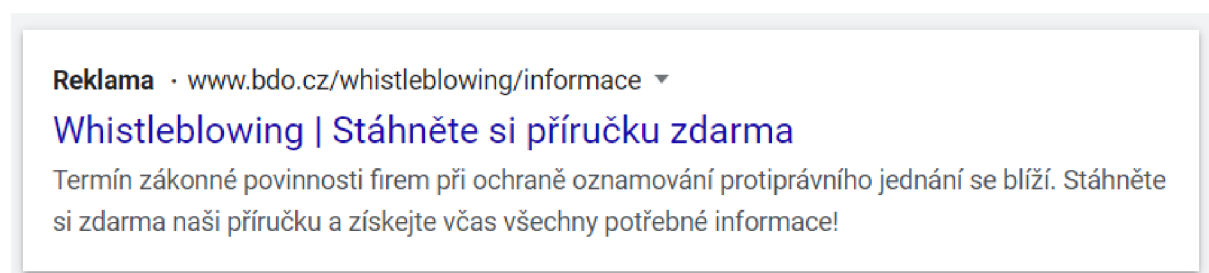 Reklama · www.bdo.cz/whistleblowing/informace
Whistleblowing | Stáhněte si příručku zdarma
Termín zákonné povinnosti firem při ochraně oznamování protiprávního jednání se blíží. Stáhněte
si zdarma naši příručku a získejte včas všechny potřebné informace!